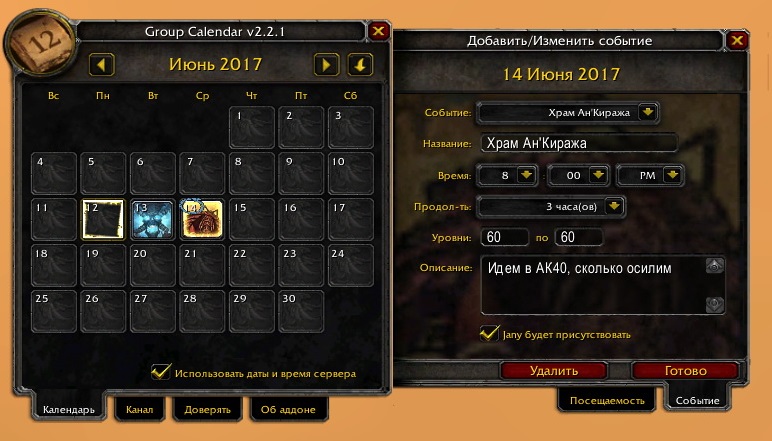 Group Calendar v2.2.1
12
Июнь 2017
Вс Пн Вт Ср Чт Пт Сб
1 2 3
4 5 6 7 8 9 10
11 12 13 14 15 16 17
18 19 20 21 22 23 24
25 26 27 28 29 30
Использовать даты и время сервера
Календарь Канал Доверять Об аддоне
Добавить/Изменить событие
14 Июня 2017
Событие: Храм Ан'Киража
Название: Храм Ан'Киража
Время: 8 00 PM
Продол-ть: 3 часа(ов)
Уровни: 60 по 60
Описание: Идем в АК40, сколько осилим
Jany будет присутствовать
Удалить Готово
Посещаемость Событие